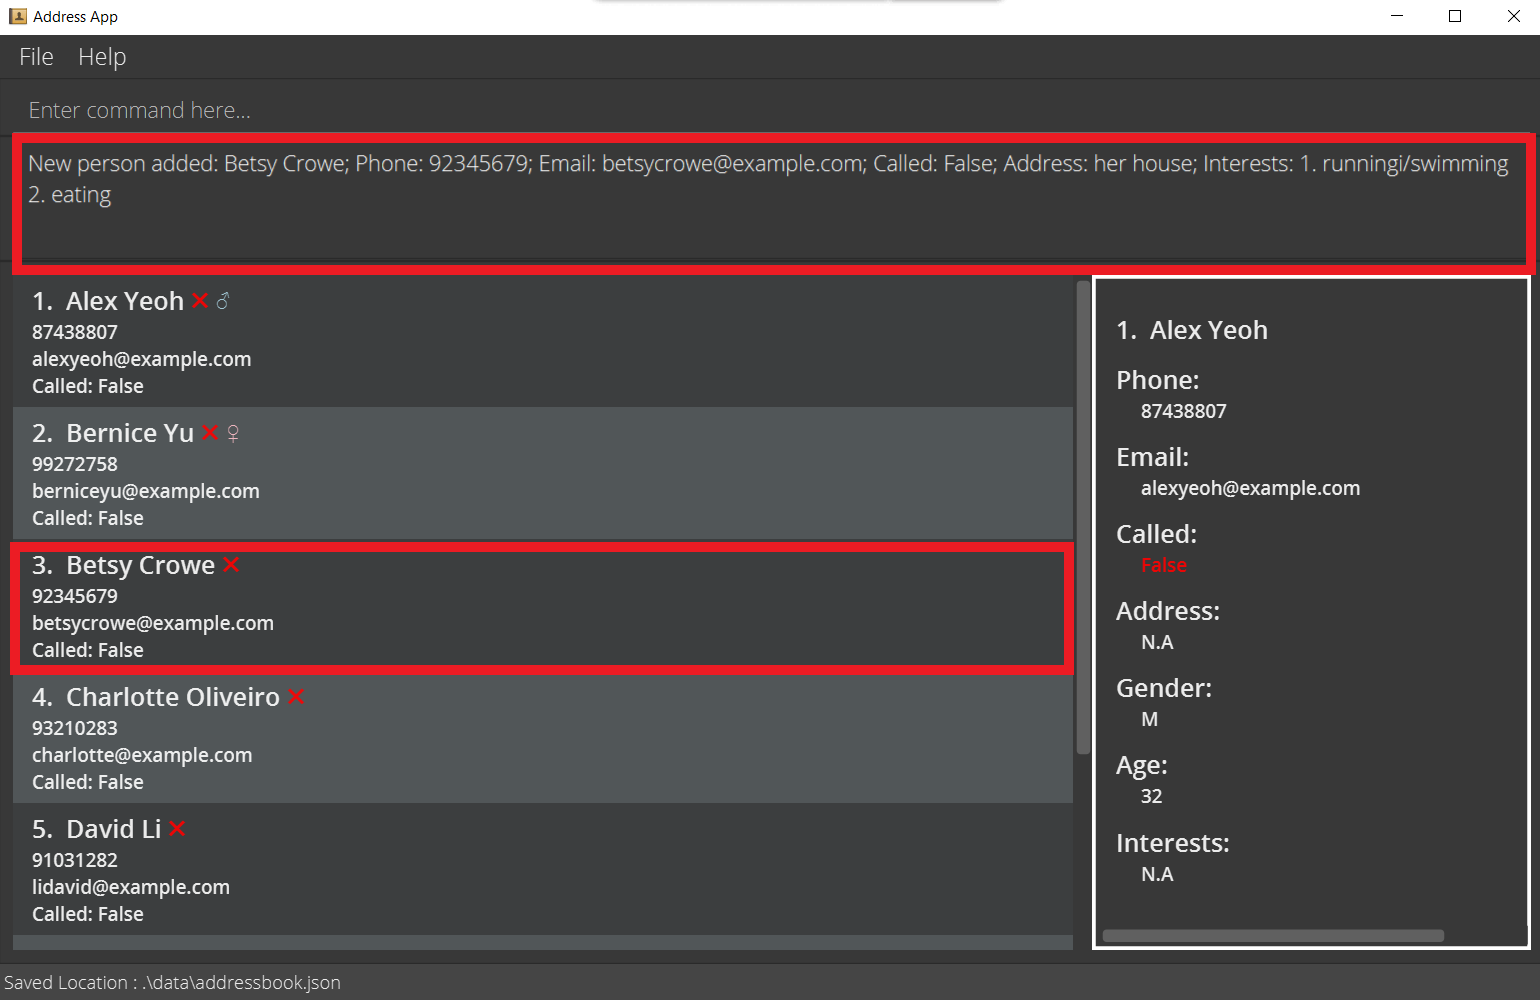 Address App
File Help
Enter command here...
New person added: Betsy Crowe; Phone: 92345679; Email: betsycrowe@example.com; Called: False; Address: her house; Interests: 1. runningi/swimming
2. eating
1. Alex Yeoh ✕ ♂
87438807
alexyeoh@example.com
Called: False
2. Bernice Yu ✕ ♀
99272758
berniceyu@example.com
Called: False
3. Betsy Crowe ✕
92345679
betsycrowe@example.com
Called: False
4. Charlotte Oliveiro ✕
93210283
charlotte@example.com
Called: False
5. David Li ✕
91031282
lidavid@example.com
Called: False
1. Alex Yeoh
Phone:
87438807
Email:
alexyeoh@example.com
Called:
False
Address:
N.A
Gender:
M
Age:
32
Interests:
N.A
Saved Location : .\data\addressbook.json